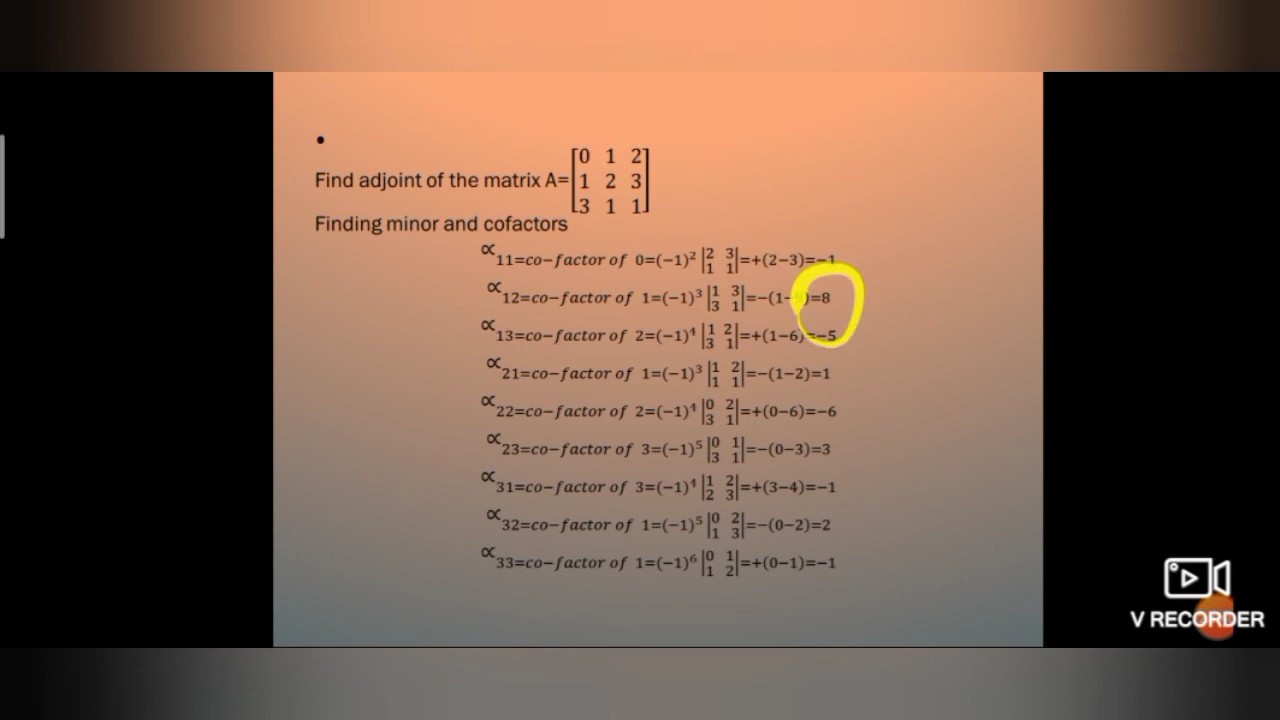 •
Find adjoint of the matrix A=[0 1 2
1 2 3
3 1 1]
Finding minor and cofactors
∝11=co−factor of 0=(−1)² |2 3
1 1|=+(2−3)=−1
∝12=co−factor of 1=(−1)³ |1 3
3 1|=−(1−9)=8
∝13=co−factor of 2=(−1)⁴ |1 2
3 1|=+(1−6)=−5
∝21=co−factor of 1=(−1)³ |1 2
1 1|=−(1−2)=1
∝22=co−factor of 2=(−1)⁴ |0 2
3 1|=+(0−6)=−6
∝23=co−factor of 3=(−1)⁵ |0 1
3 1|=−(0−3)=3
∝31=co−factor of 3=(−1)⁴ |1 2
2 3|=+(3−4)=−1
∝32=co−factor of 1=(−1)⁵ |0 2
1 3|=−(0−2)=2
∝33=co−factor of 1=(−1)⁶ |0 1
1 2|=+(0−1)=−1
V RECORDER